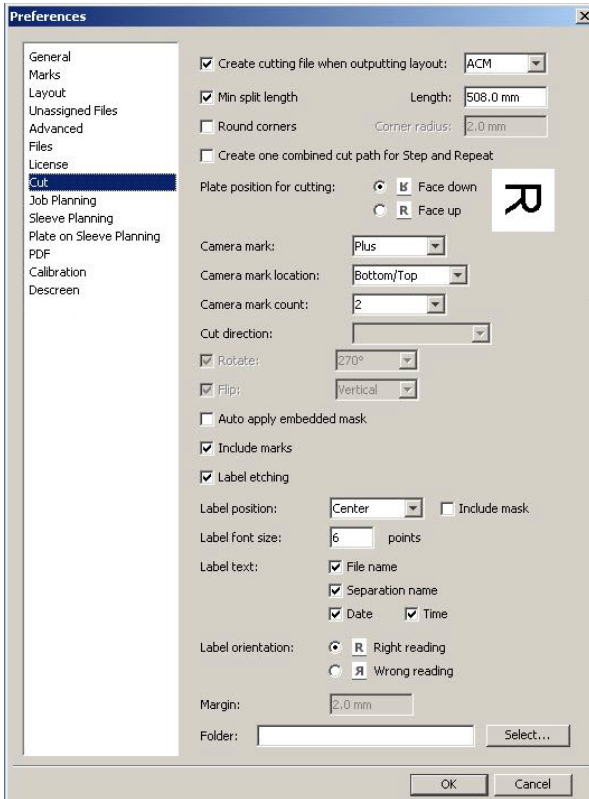 Preferences
General
Marks
Layout
Unassigned Files
Advanced
Files
License
Cut
Job Planning
Sleeve Planning
Plate on Sleeve Planning
PDF
Calibration
Descreen
Create cutting file when outputting layout: ACM
Min split length Length: 508.0 mm
Round corners Corner radius: 2.0 mm
Create one combined cut path for Step and Repeat
Plate position for cutting: R Face down
R Face up
R
Camera mark: Plus
Camera mark location: Bottom/Top
Camera mark count: 2
Cut direction:
Rotate: 270°
Flip: Vertical
Auto apply embedded mask
Include marks
Label etching
Label position: Center Include mask
Label font size: 6 points
Label text: File name
Separation name
Date Time
Label orientation: R Right reading
R Wrong reading
Margin: 2.0 mm
Folder: Select...
OK Cancel